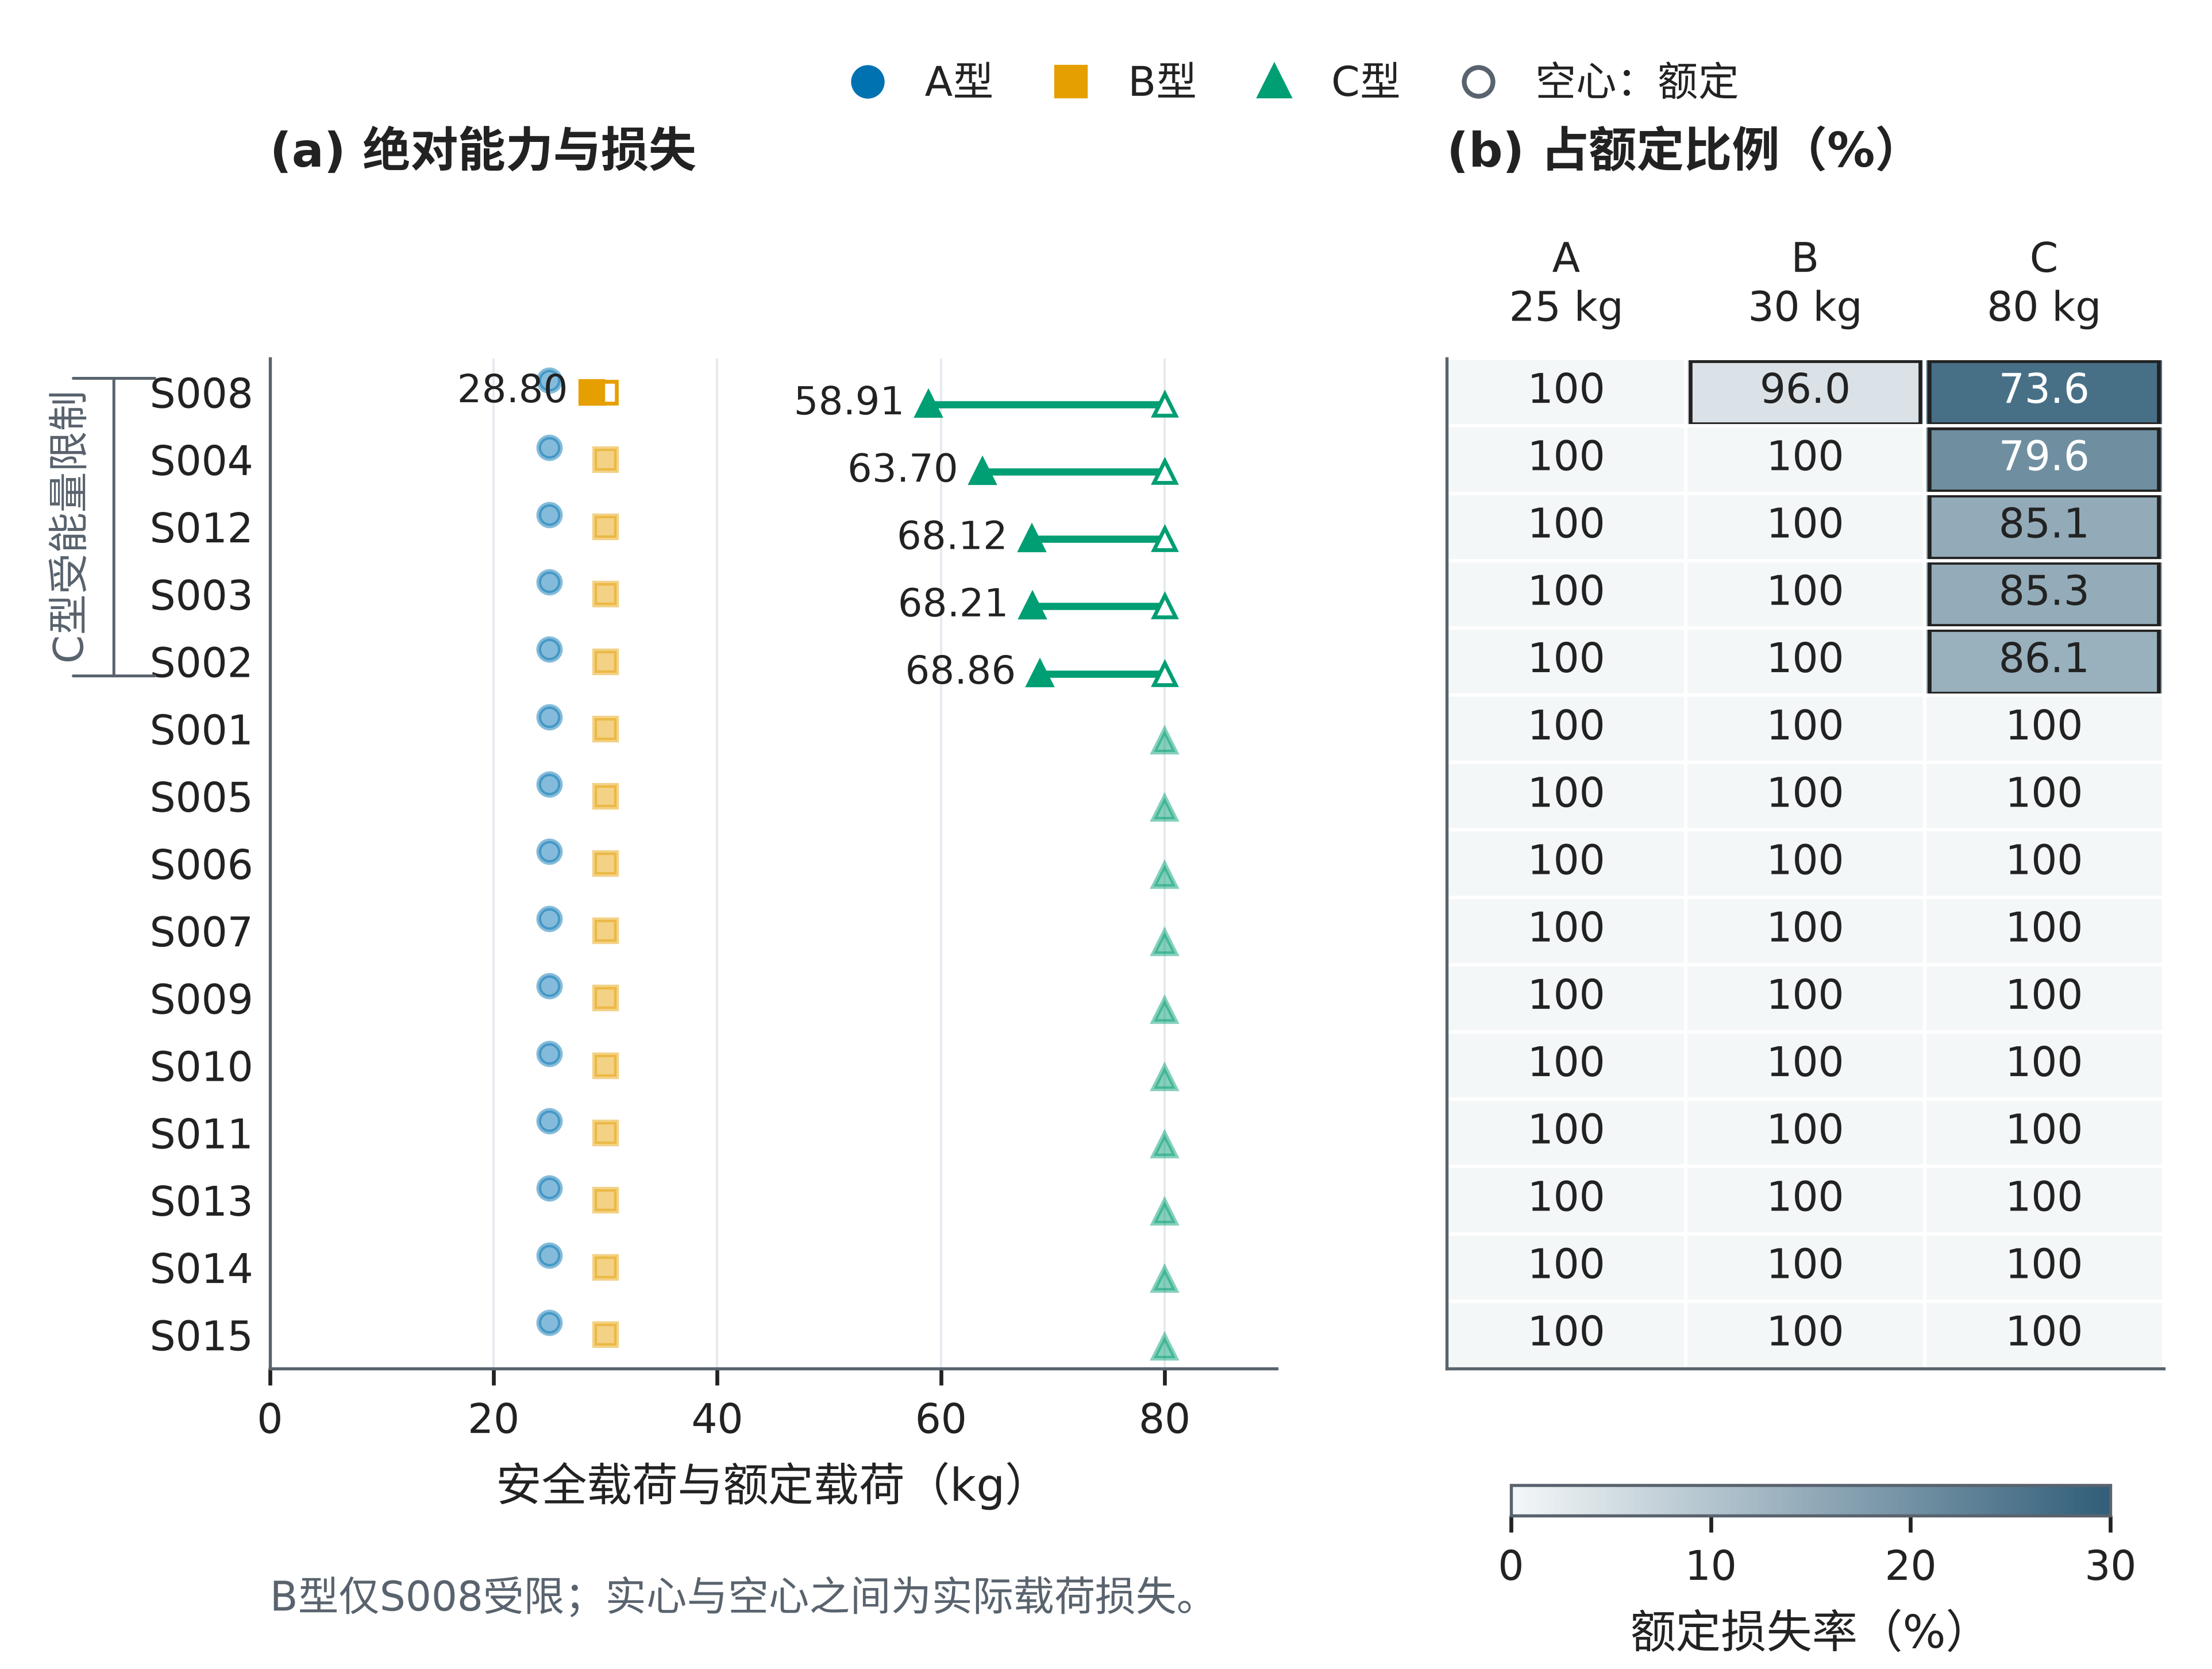 A型 B型 C型 空心：额定
(a) 绝对能力与损失
(b) 占额定比例（%）
A B C
25 kg 30 kg 80 kg
C型受能量限制
S008 28.80 58.91 100 96.0 73.6
S004 63.70 100 100 79.6
S012 68.12 100 100 85.1
S003 68.21 100 100 85.3
S002 68.86 100 100 86.1
S001 100 100 100
S005 100 100 100
S006 100 100 100
S007 100 100 100
S009 100 100 100
S010 100 100 100
S011 100 100 100
S013 100 100 100
S014 100 100 100
S015 100 100 100
0 20 40 60 80
安全载荷与额定载荷（kg）
0 10 20 30
额定损失率（%）
B型仅S008受限；实心与空心之间为实际载荷损失。